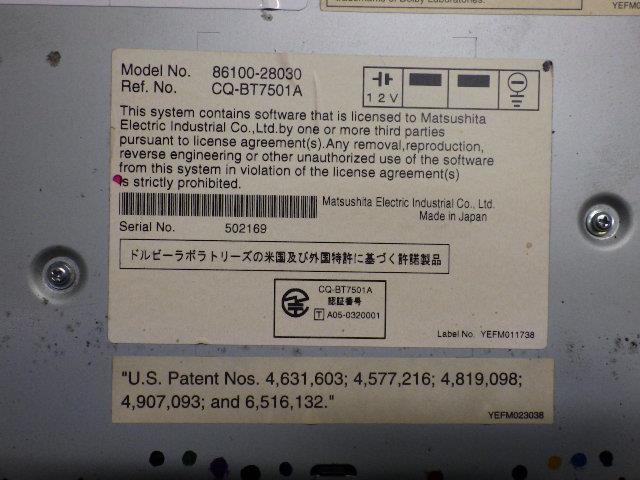 trademarks of Dolby Laboratories.
Model No. 86100-28030
Ref. No. CQ-BT7501A
12V
This system contains software that is licensed to Matsushita
Electric Industrial Co.,Ltd.by one or more third parties
pursuant to license agreement(s).Any removal,reproduction,
reverse engineering or other unauthorized use of the software
from this system in violation of the license agreement(s)
is strictly prohibited.
Matsushita Electric Industrial Co., Ltd.
Made in Japan
Serial No. 502169
ドルビーラボラトリーズの米国及び外国特許に基づく許諾製品
CQ-BT7501A
認証番号
T A05-0320001
Label No. YEFM011738
"U.S. Patent Nos. 4,631,603; 4,577,216; 4,819,098;
4,907,093; and 6,516,132."
YEFM023038